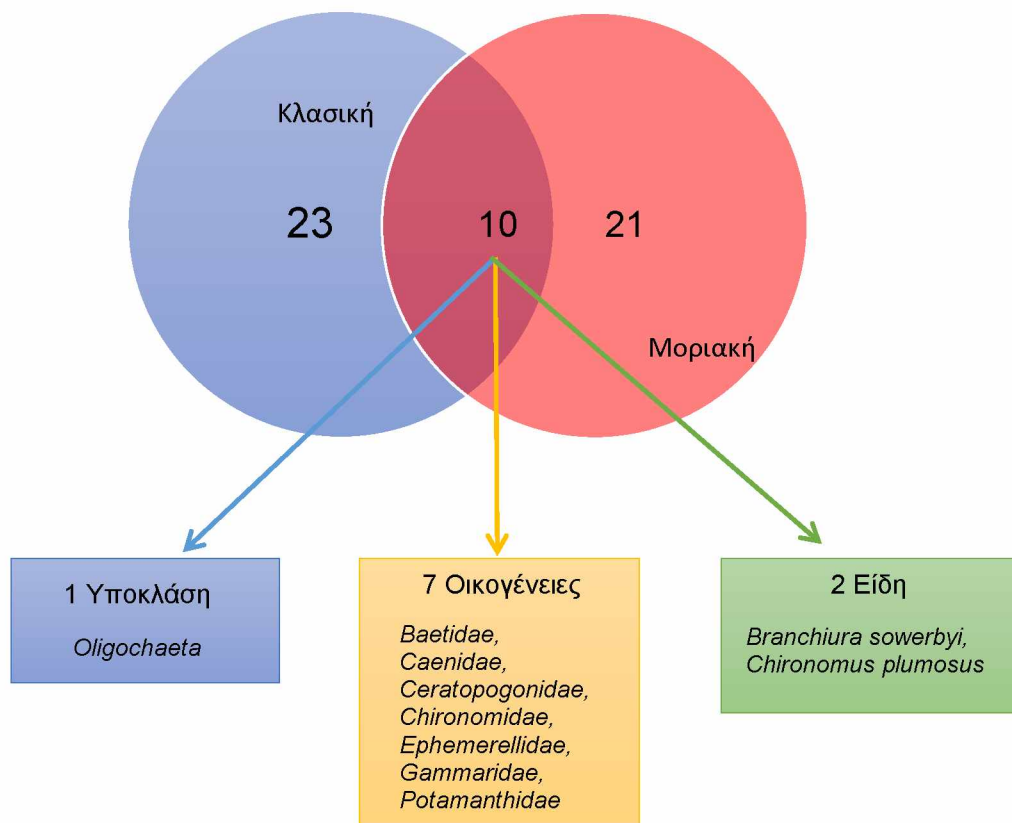 Κλασική
23
10
21
Μοριακή
1 Υποκλάση
Oligochaeta
7 Οικογένειες
Baetidae,
Caenidae,
Ceratopogonidae,
Chironomidae,
Ephemerellidae,
Gammaridae,
Potamanthidae
2 Είδη
Branchiura sowerbyi,
Chironomus plumosus